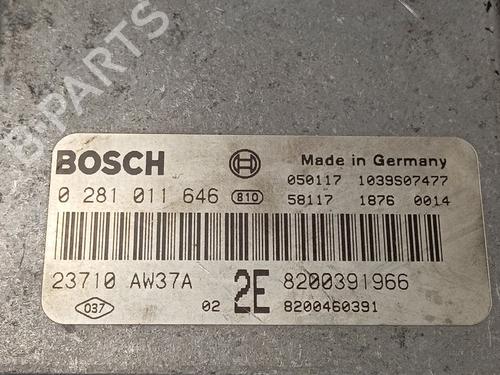 B-PARTS
BOSCH
Made in Germany
050117 1039S07477
0 281 011 646 810
58117 1876 0014
23710 AW37A 2E 8200391966
037 02 8200460391